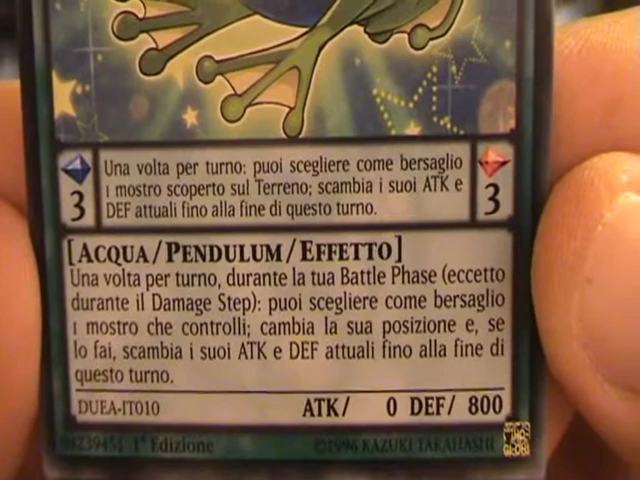 Una volta per turno: puoi scegliere come bersaglio
1 mostro scoperto sul Terreno; scambia i suoi ATK e
DEF attuali fino alla fine di questo turno.
3
3
[ACQUA/PENDULUM/EFFETTO]
Una volta per turno, durante la tua Battle Phase (eccetto
durante il Damage Step): puoi scegliere come bersaglio
1 mostro che controlli; cambia la sua posizione e, se
lo fai, scambia i suoi ATK e DEF attuali fino alla fine di
questo turno.
DUEA-IT010 ATK/ 0 DEF/ 800
1ª Edizione ©1996 KAZUKI TAKAHASHI